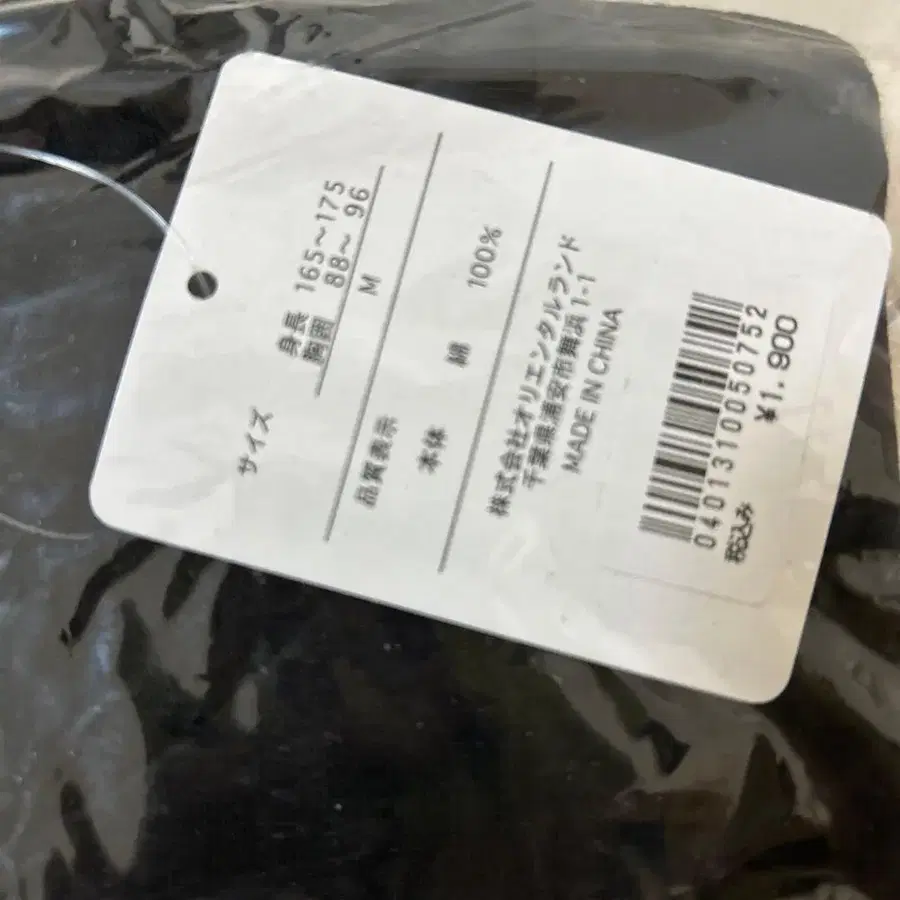 サイズ
身長 165～175
胸囲 88～ 96
M
品質表示
本体 綿 100%
株式会社オリエンタルランド
千葉県浦安市舞浜 1-1
MADE IN CHINA
0401310050752
税込み ¥1,900